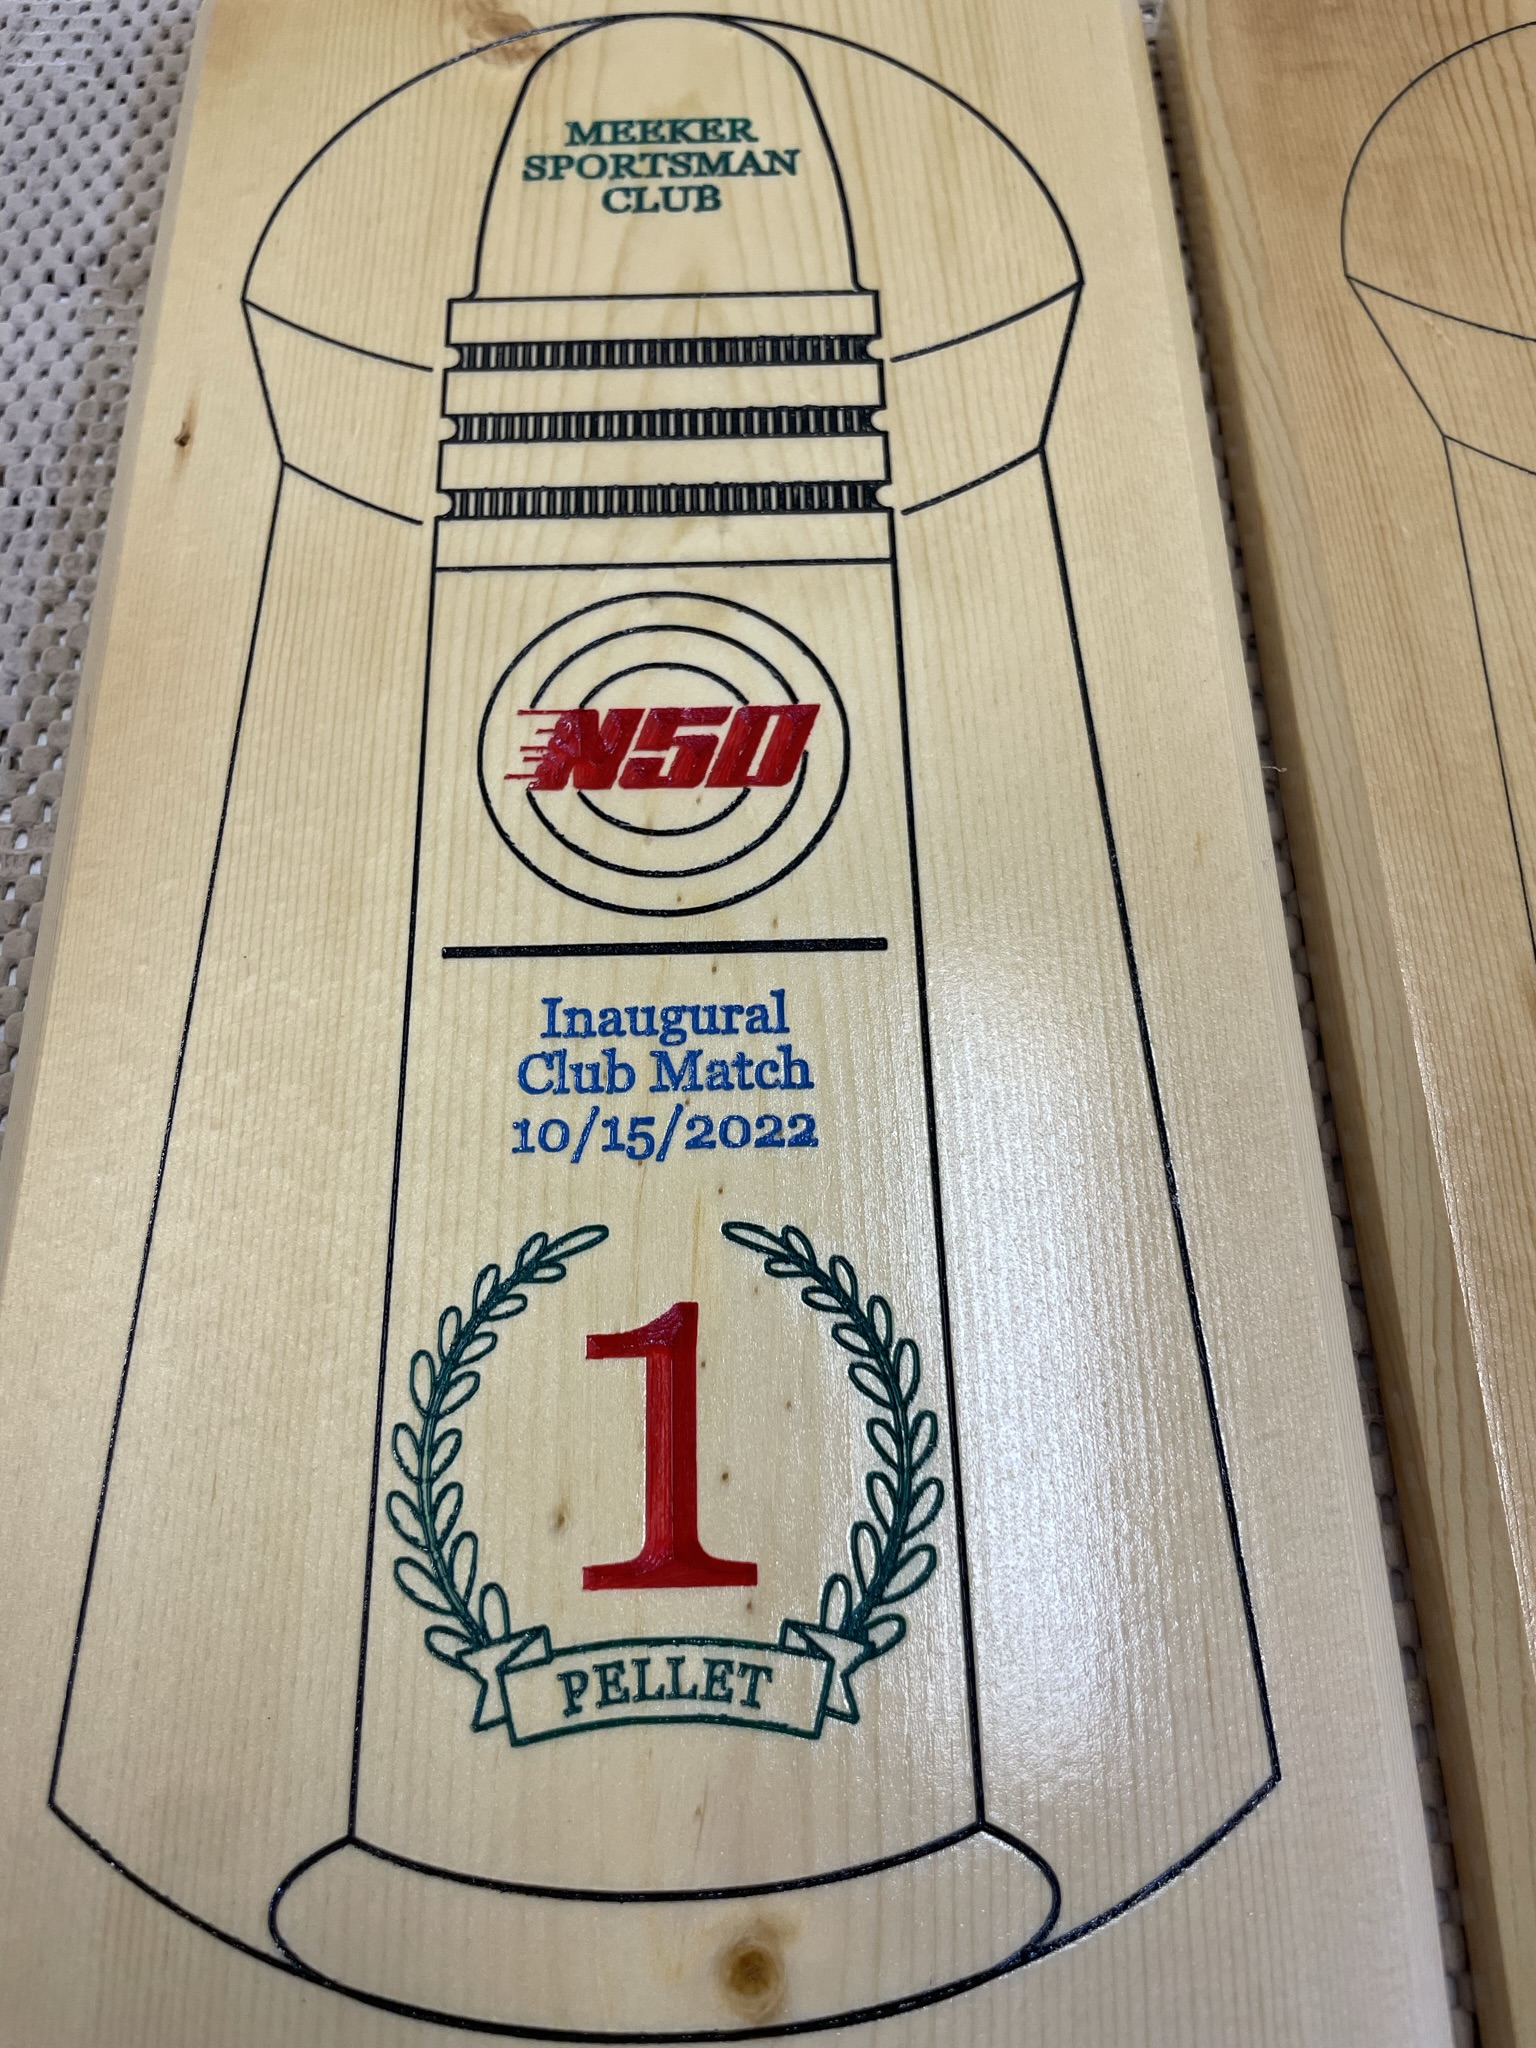 MEEKER
SPORTSMAN
CLUB
N50
Inaugural
Club Match
10/15/2022
1
PELLET